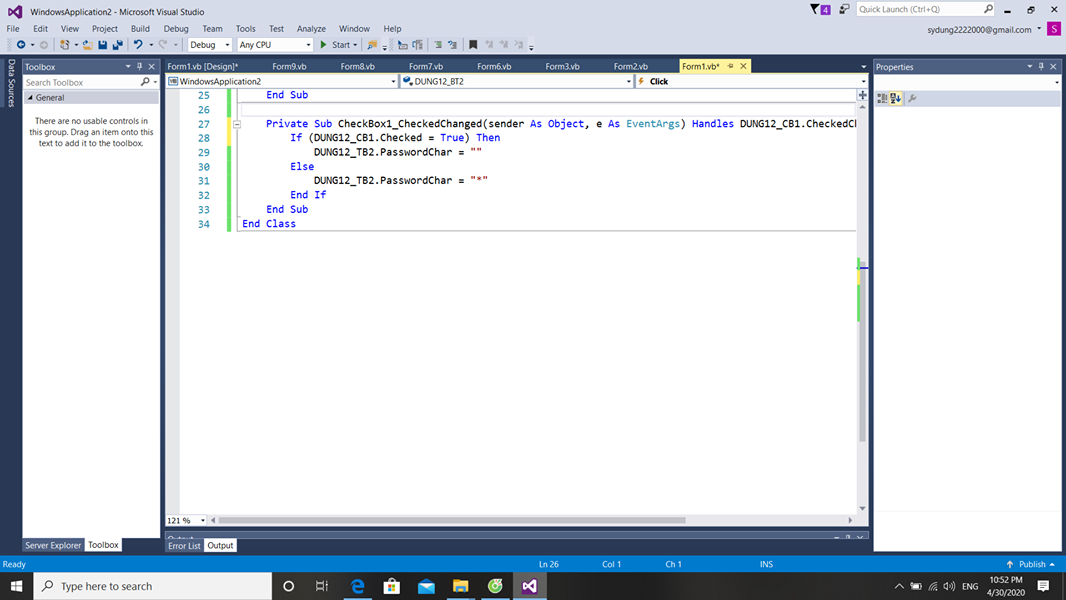 WindowsApplication2 - Microsoft Visual Studio
4
Quick Launch (Ctrl+Q)
File Edit View Project Build Debug Team Tools Test Analyze Window Help
sydung2222000@gmail.com S
Debug Any CPU Start
Data Sources
Toolbox
Search Toolbox
General
There are no usable controls in
this group. Drag an item onto this
text to add it to the toolbox.
Server Explorer Toolbox
Form1.vb [Design]* Form9.vb Form8.vb Form7.vb Form6.vb Form3.vb Form2.vb Form1.vb*
WindowsApplication2 DUNG12_BT2 Click
25 End Sub
26
27 Private Sub CheckBox1_CheckedChanged(sender As Object, e As EventArgs) Handles DUNG12_CB1.CheckedCh
28 If (DUNG12_CB1.Checked = True) Then
29 DUNG12_TB2.PasswordChar = ""
30 Else
31 DUNG12_TB2.PasswordChar = "*"
32 End If
33 End Sub
34 End Class
121 %
Output
Error List Output
Properties
Ready Ln 26 Col 1 Ch 1 INS Publish
Type here to search
ENG
10:52 PM
4/30/2020